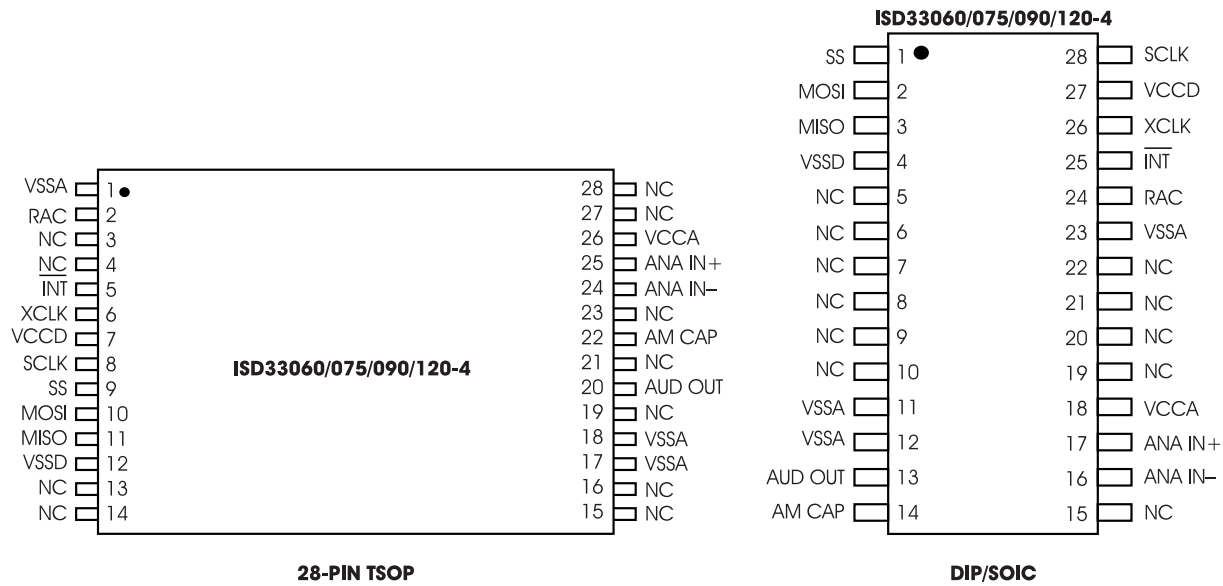 ISD33060/075/090/120-4
SS 1 28 SCLK
MOSI 2 27 VCCD
MISO 3 26 XCLK
VSSD 4 25 INT
NC 5 24 RAC
NC 6 23 VSSA
NC 7 22 NC
NC 8 21 NC
NC 9 20 NC
NC 10 19 NC
VSSA 11 18 VCCA
VSSA 12 17 ANA IN+
AUD OUT 13 16 ANA IN–
AM CAP 14 15 NC
DIP/SOIC
VSSA 1 28 NC
RAC 2 27 NC
NC 3 26 VCCA
NC 4 25 ANA IN+
INT 5 24 ANA IN–
XCLK 6 23 NC
VCCD 7 22 AM CAP
SCLK 8 21 NC
ISD33060/075/090/120-4
SS 9 20 AUD OUT
MOSI 10 19 NC
MISO 11 18 VSSA
VSSD 12 17 VSSA
NC 13 16 NC
NC 14 15 NC
28-PIN TSOP